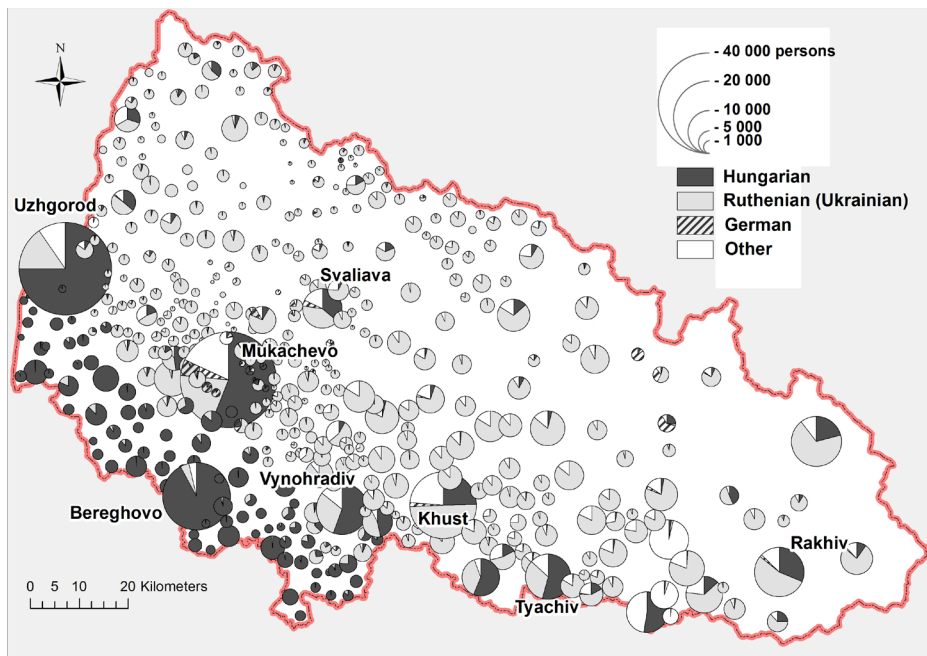 N
- 40 000 persons
- 20 000
- 10 000
- 5 000
- 1 000
Hungarian
Ruthenian (Ukrainian)
German
Other
Uzhgorod
Svaliava
Mukachevo
Vynohradiv
Bereghovo
Khust
Rakhiv
Tyachiv
0 5 10 20 Kilometers